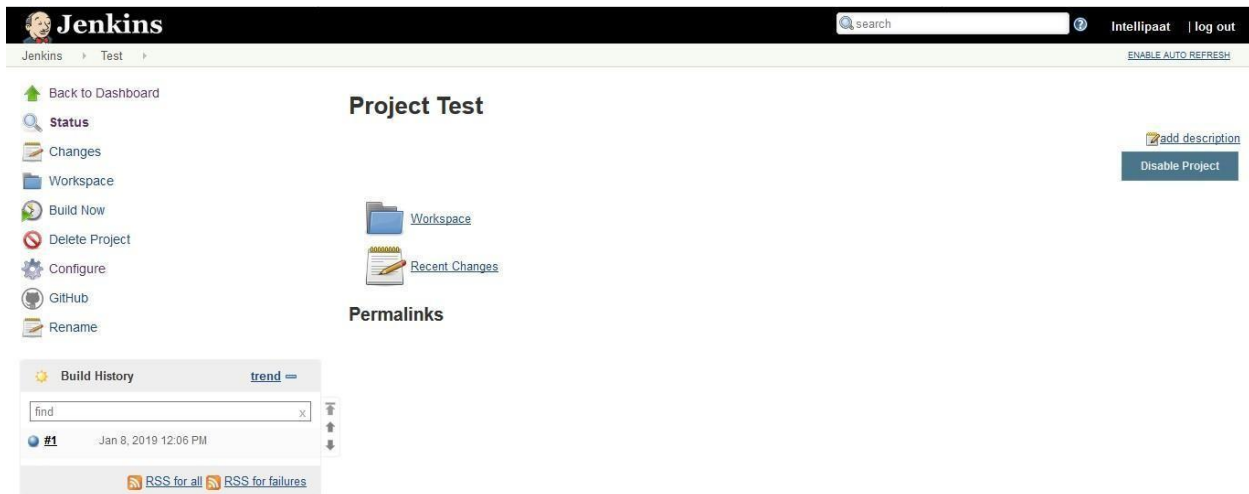 Jenkins
search
Intellipaat | log out
Jenkins Test
ENABLE AUTO REFRESH
Back to Dashboard
Status
Changes
Workspace
Build Now
Delete Project
Configure
GitHub
Rename
Project Test
add description
Disable Project
Workspace
Recent Changes
Permalinks
Build History trend
find x
#1 Jan 8, 2019 12:06 PM
RSS for all RSS for failures